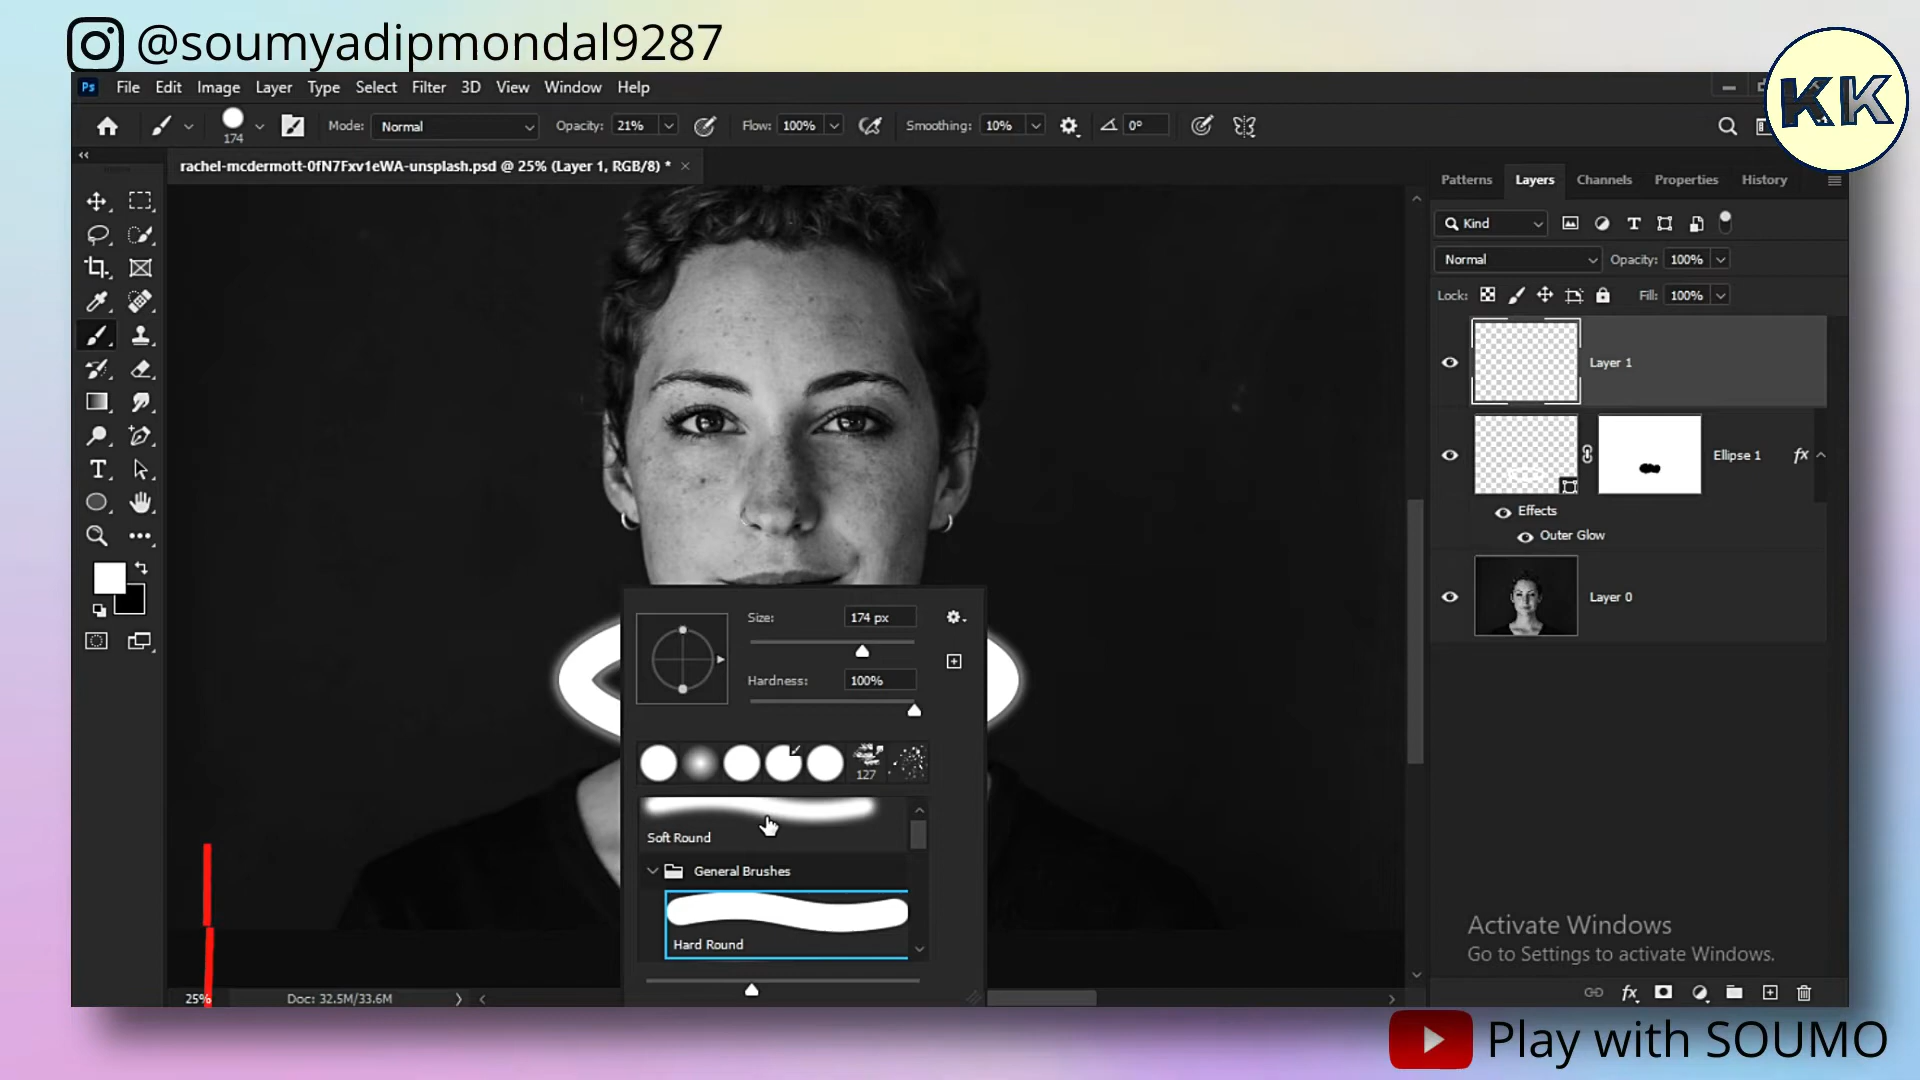 @soumyadipmondal9287
KK
Ps File Edit Image Layer Type Select Filter 3D View Window Help
174 Mode: Normal Opacity: 21% Flow: 100% Smoothing: 10% 0°
rachel-mcdermott-0fN7Fxv1eWA-unsplash.psd @ 25% (Layer 1, RGB/8) *
Patterns Layers Channels Properties History
Kind
Normal Opacity: 100%
Lock: Fill: 100%
Layer 1
Ellipse 1 fx
Effects
Outer Glow
Layer 0
Size: 174 px
Hardness: 100%
127
Soft Round
General Brushes
Hard Round
Activate Windows
Go to Settings to activate Windows.
25% Doc: 32.5M/33.6M
fx
Play with SOUMO